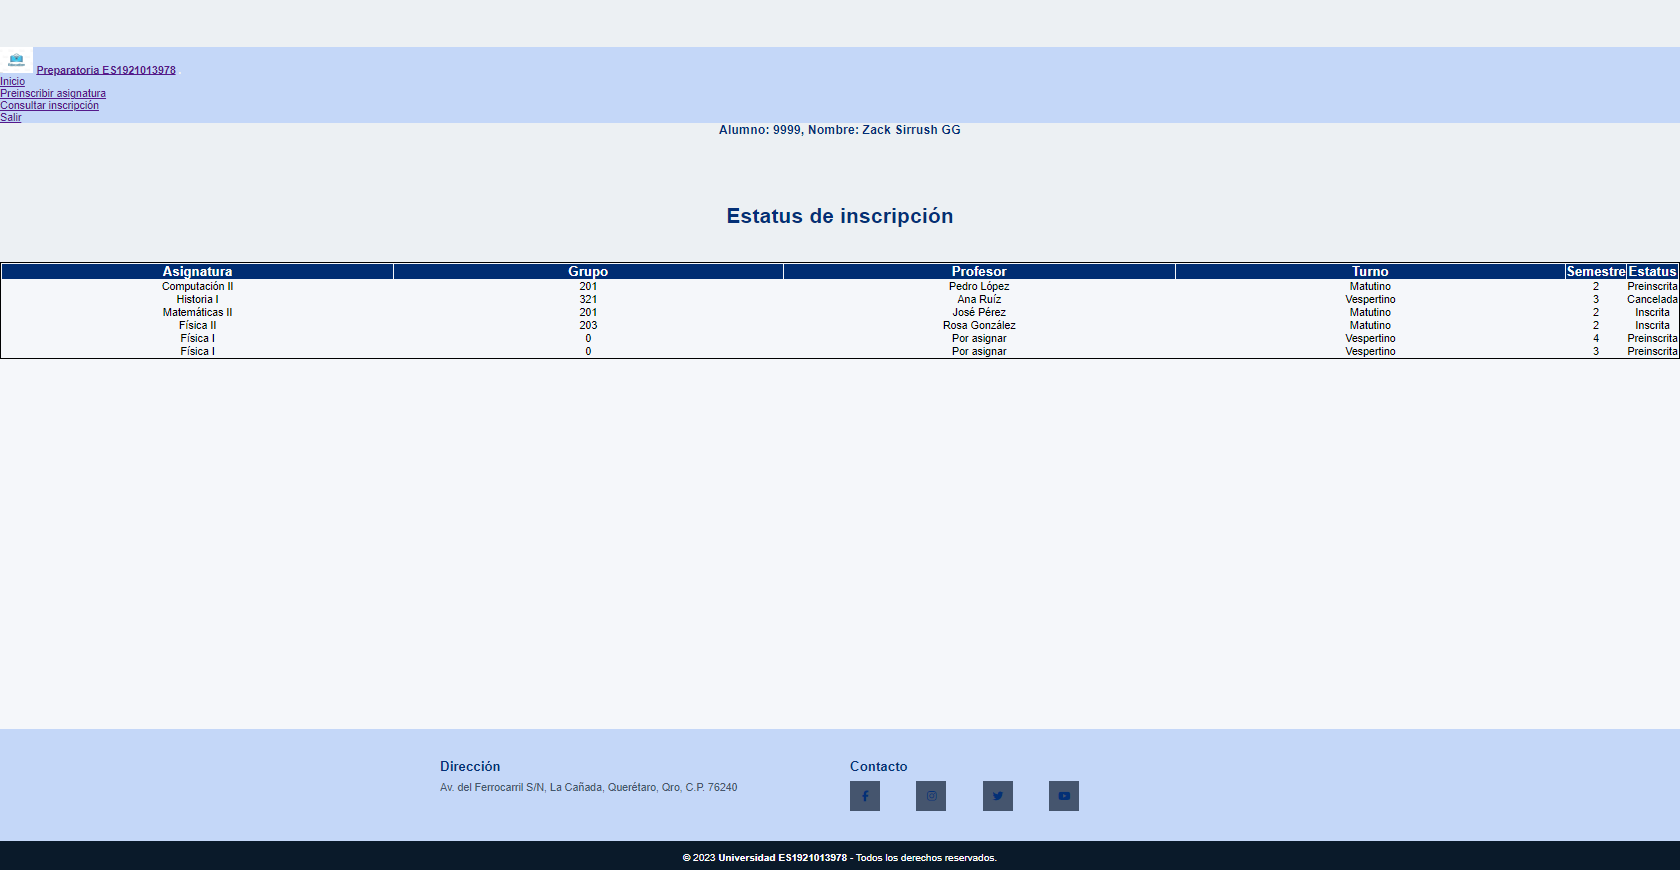 Preparatoria ES1921013978
Inicio
Preinscribir asignatura
Consultar inscripción
Salir
Alumno: 9999, Nombre: Zack Sirrush GG
Estatus de inscripción
Asignatura Grupo Profesor Turno Semestre Estatus
Computación II 201 Pedro López Matutino 2 Preinscrita
Historia I 321 Ana Ruíz Vespertino 3 Cancelada
Matemáticas II 201 José Pérez Matutino 2 Inscrita
Física II 203 Rosa González Matutino 2 Inscrita
Física I 0 Por asignar Vespertino 4 Preinscrita
Física I 0 Por asignar Vespertino 3 Preinscrita
Dirección
Av. del Ferrocarril S/N, La Cañada, Querétaro, Qro, C.P. 76240
Contacto
© 2023 Universidad ES1921013978 - Todos los derechos reservados.